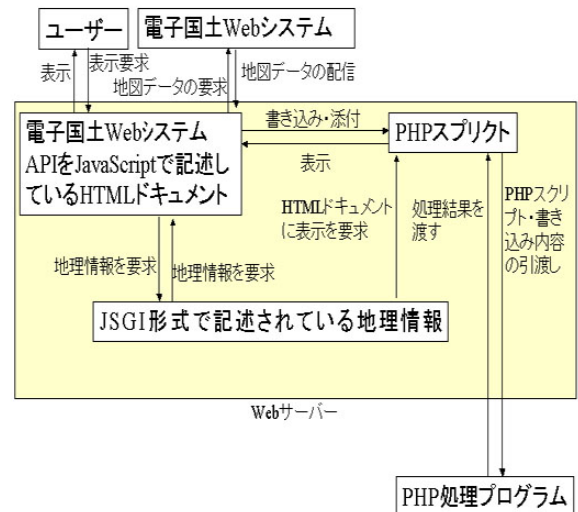 ユーザー
電子国土Webシステム
表示
表示要求
地図データの要求
地図データの配信
電子国土Webシステム
APIをJavaScriptで記述し
ているHTMLドキュメント
書き込み・添付
表示
PHPスプリクト
地理情報を要求
地理情報を要求
HTMLドキュメント
に表示を要求
処理結果を
渡す
PHPスクリ
プト・書き
込み内容
の引渡し
JSGI形式で記述されている地理情報
Webサーバー
PHP処理プログラム